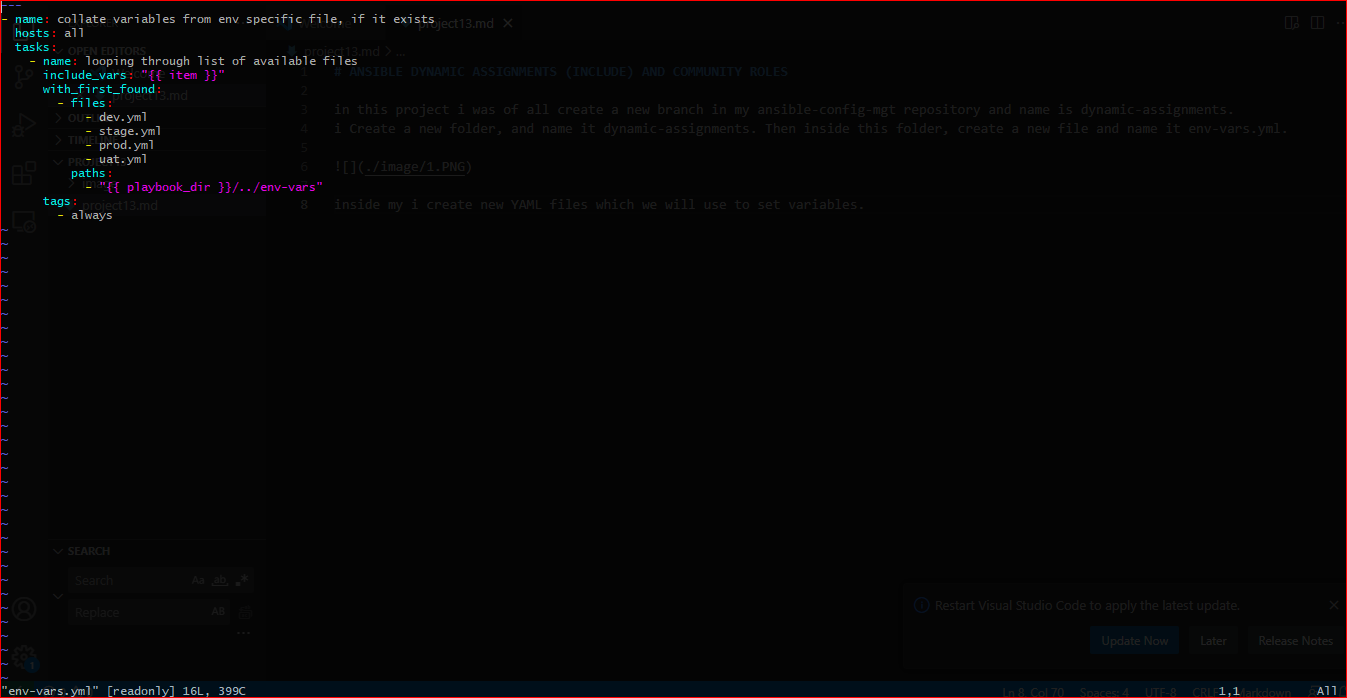 ---
- name: collate variables from env specific file, if it exists
  hosts: all
  tasks:
    - name: looping through list of available files
      include_vars: "{{ item }}"
      with_first_found:
        - files:
            - dev.yml
            - stage.yml
            - prod.yml
            - uat.yml
          paths:
            - "{{ playbook_dir }}/../env-vars"
      tags:
        - always
"env-vars.yml" [readonly] 16L, 399C
1,1
All
project13.md
OPEN EDITORS
project13.md
project13.md > ...
TIMELINE
project13.md
1 # ANSIBLE DYNAMIC ASSIGNMENTS (INCLUDE) AND COMMUNITY ROLES
2
3 in this project i was of all create a new branch in my ansible-config-mgt repository and name is dynamic-assignments.
4 i Create a new folder, and name it dynamic-assignments. Then inside this folder, create a new file and name it env-vars.yml.
5
6 ![](./image/1.PNG)
7
8 inside my i create new YAML files which we will use to set variables.
SEARCH
Search
Aa ab .*
Replace
AB
...
Restart Visual Studio Code to apply the latest update.
Update Now
Later
Release Notes
1
Ln 8, Col 70 Spaces: 4 UTF-8 CRLF Markdown